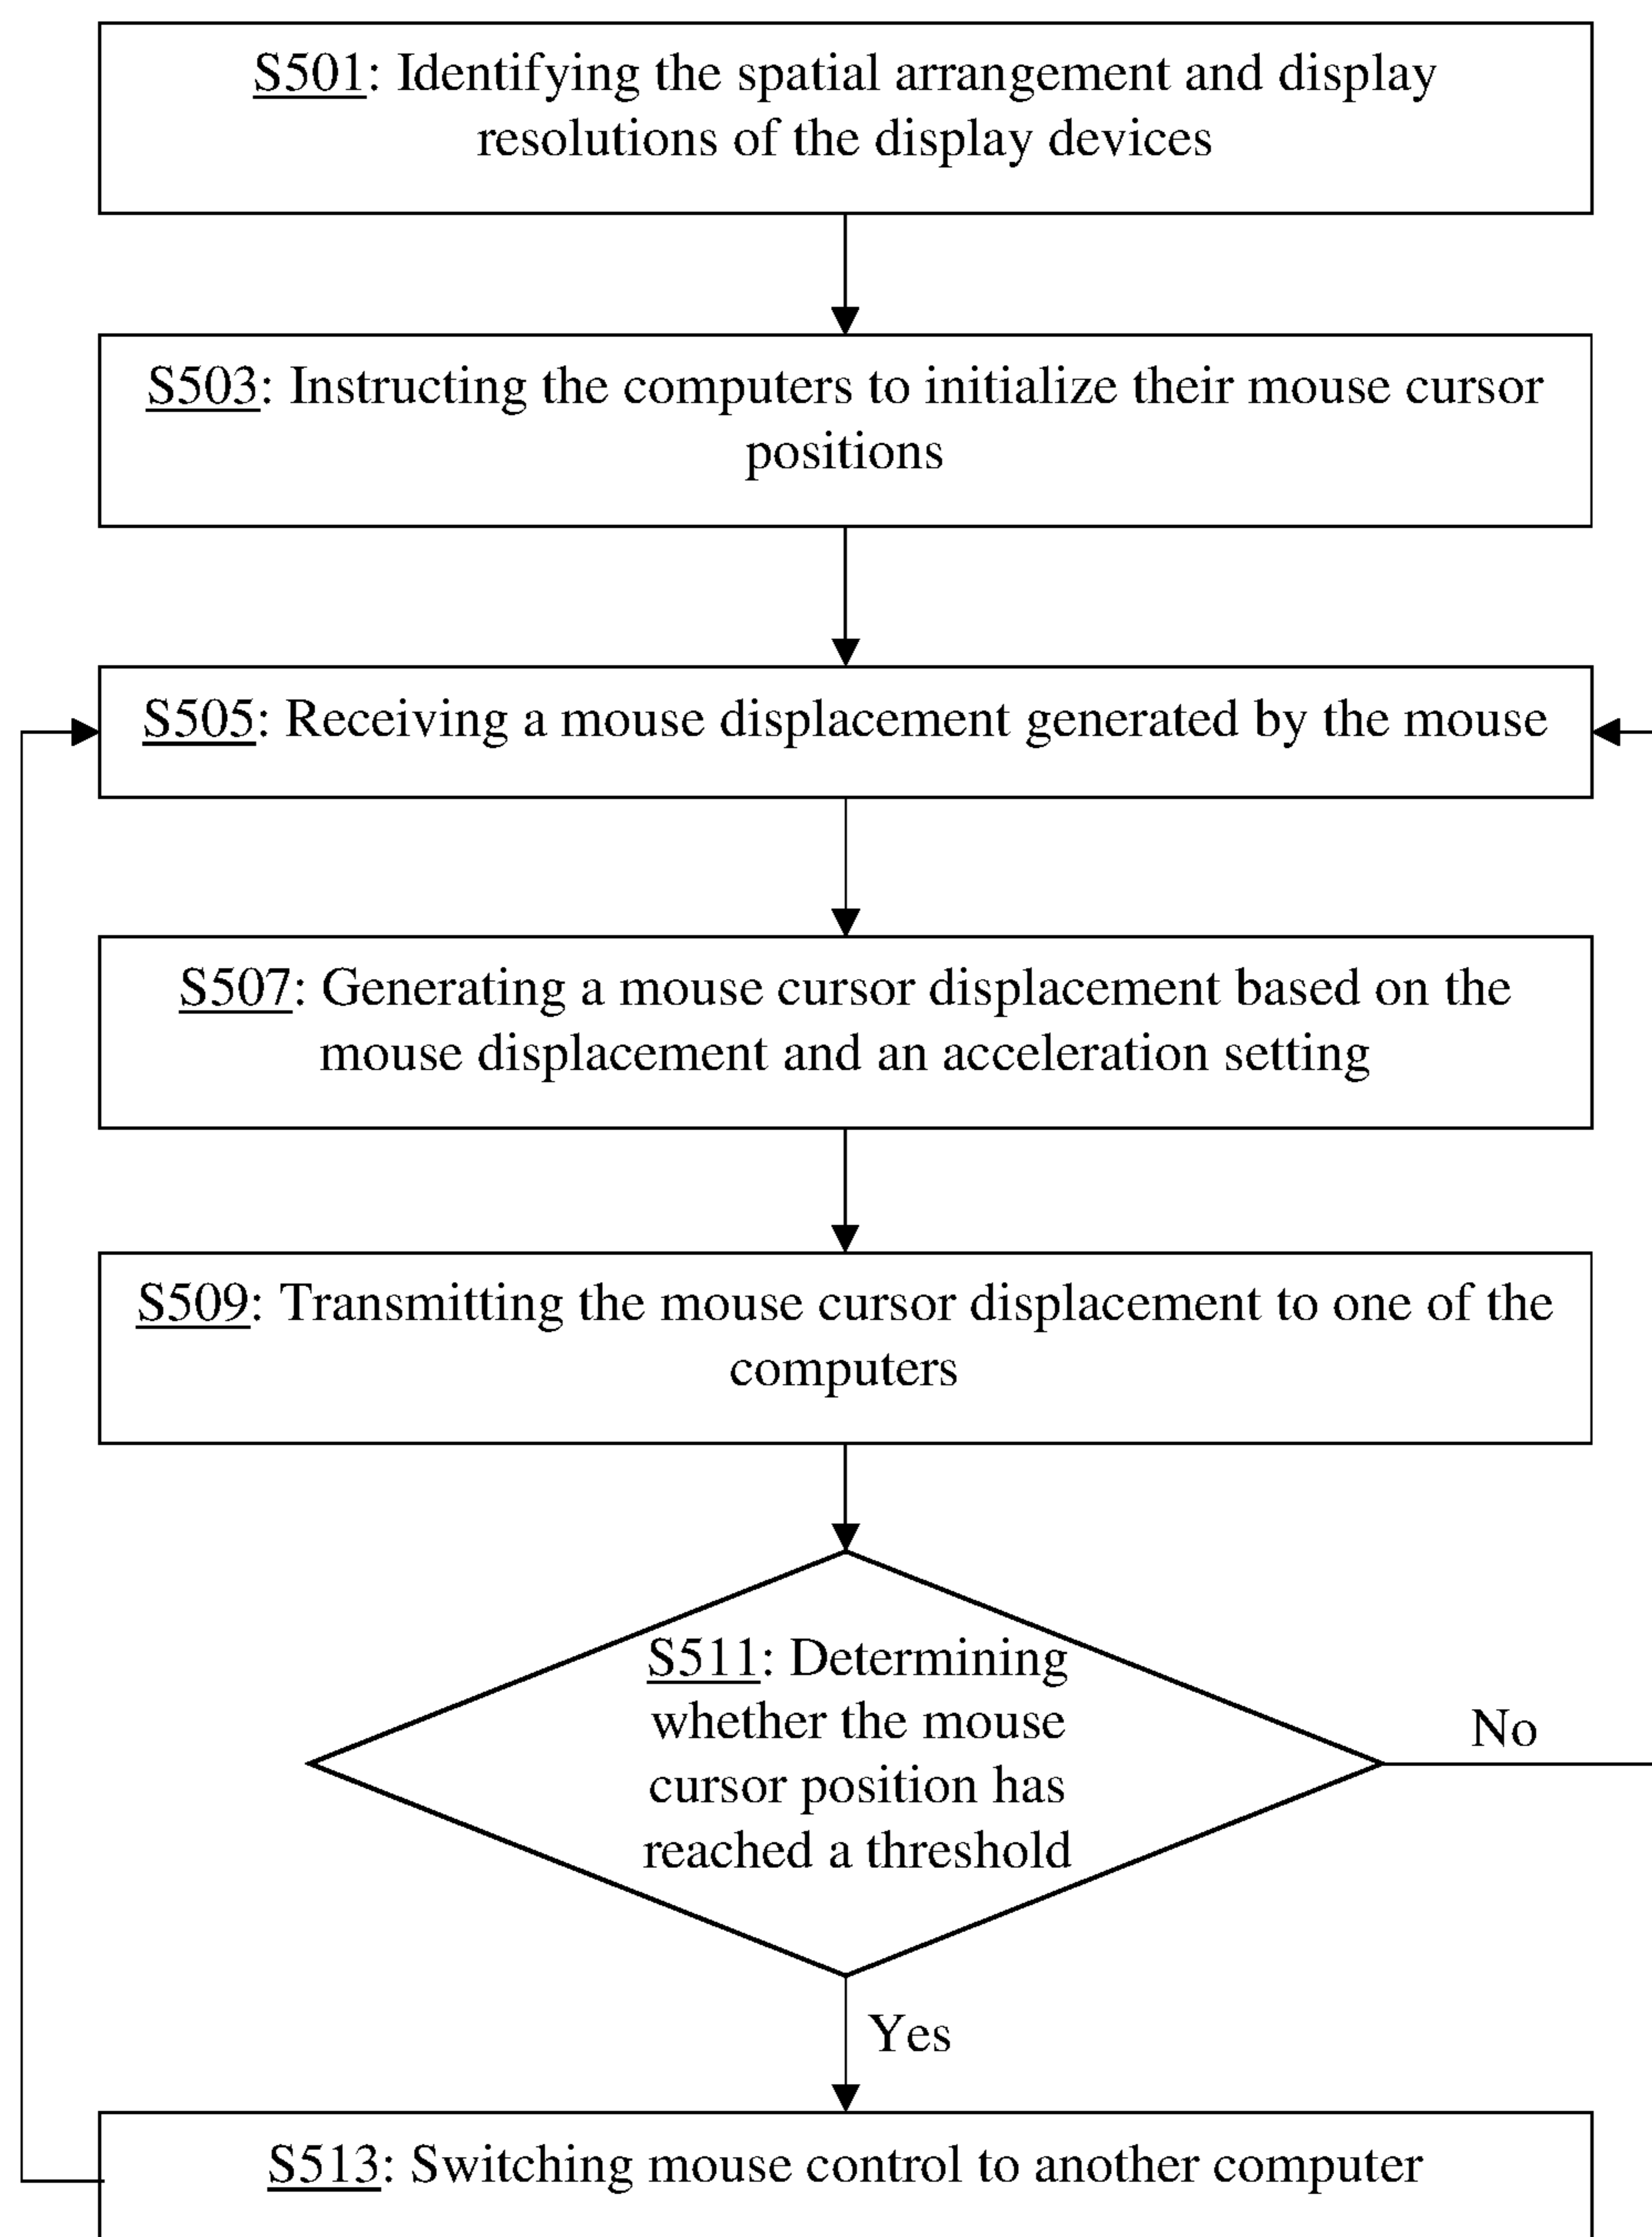 S501: Identifying the spatial arrangement and display
resolutions of the display devices
S503: Instructing the computers to initialize their mouse cursor
positions
S505: Receiving a mouse displacement generated by the mouse
S507: Generating a mouse cursor displacement based on the
mouse displacement and an acceleration setting
S509: Transmitting the mouse cursor displacement to one of the
computers
S511: Determining
whether the mouse
cursor position has
reached a threshold
No
Yes
S513: Switching mouse control to another computer